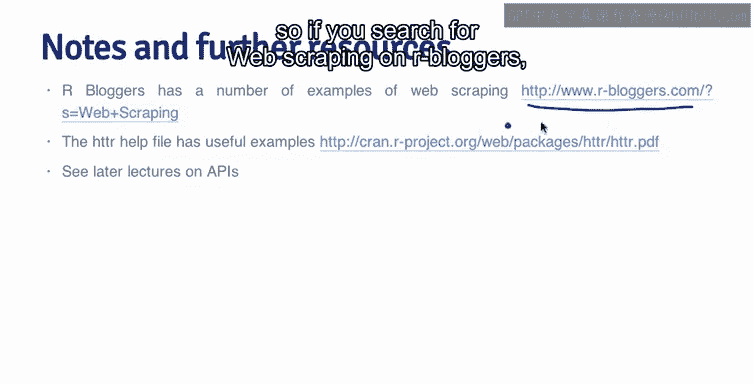 so if you search for
Web scraping on r-bloggers,
Notes and further resources
· R Bloggers has a number of examples of web scraping http://www.r-bloggers.com/?
s=Web+Scraping
· The httr help file has useful examples http://cran.r-project.org/web/packages/httr/httr.pdf
· See later lectures on APIs